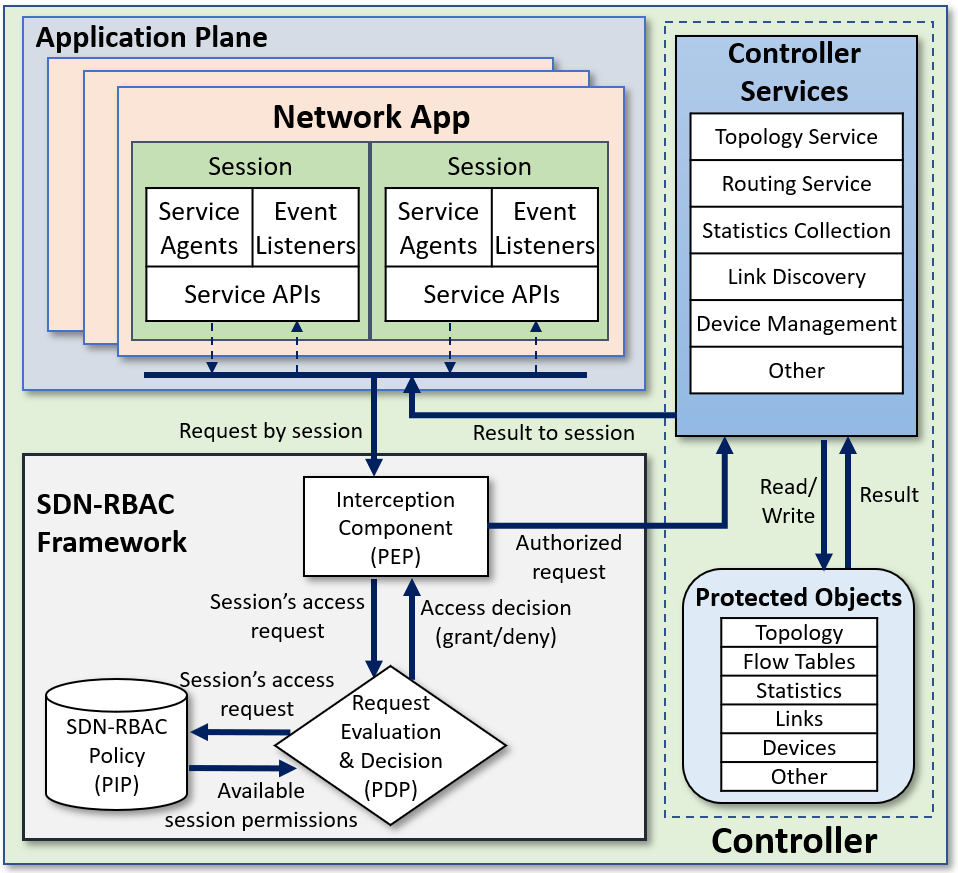 Application Plane
Network App
Session
Service
Agents
Event
Listeners
Service APIs
Session
Service
Agents
Event
Listeners
Service APIs
Controller
Services
Topology Service
Routing Service
Statistics Collection
Link Discovery
Device Management
Other
Request by session
Result to session
SDN-RBAC
Framework
Interception
Component
(PEP)
Authorized
request
Read/
Write
Result
Session’s access
request
Access decision
(grant/deny)
Session’s access
request
SDN-RBAC
Policy
(PIP)
Available
session permissions
Request
Evaluation
& Decision
(PDP)
Protected Objects
Topology
Flow Tables
Statistics
Links
Devices
Other
Controller